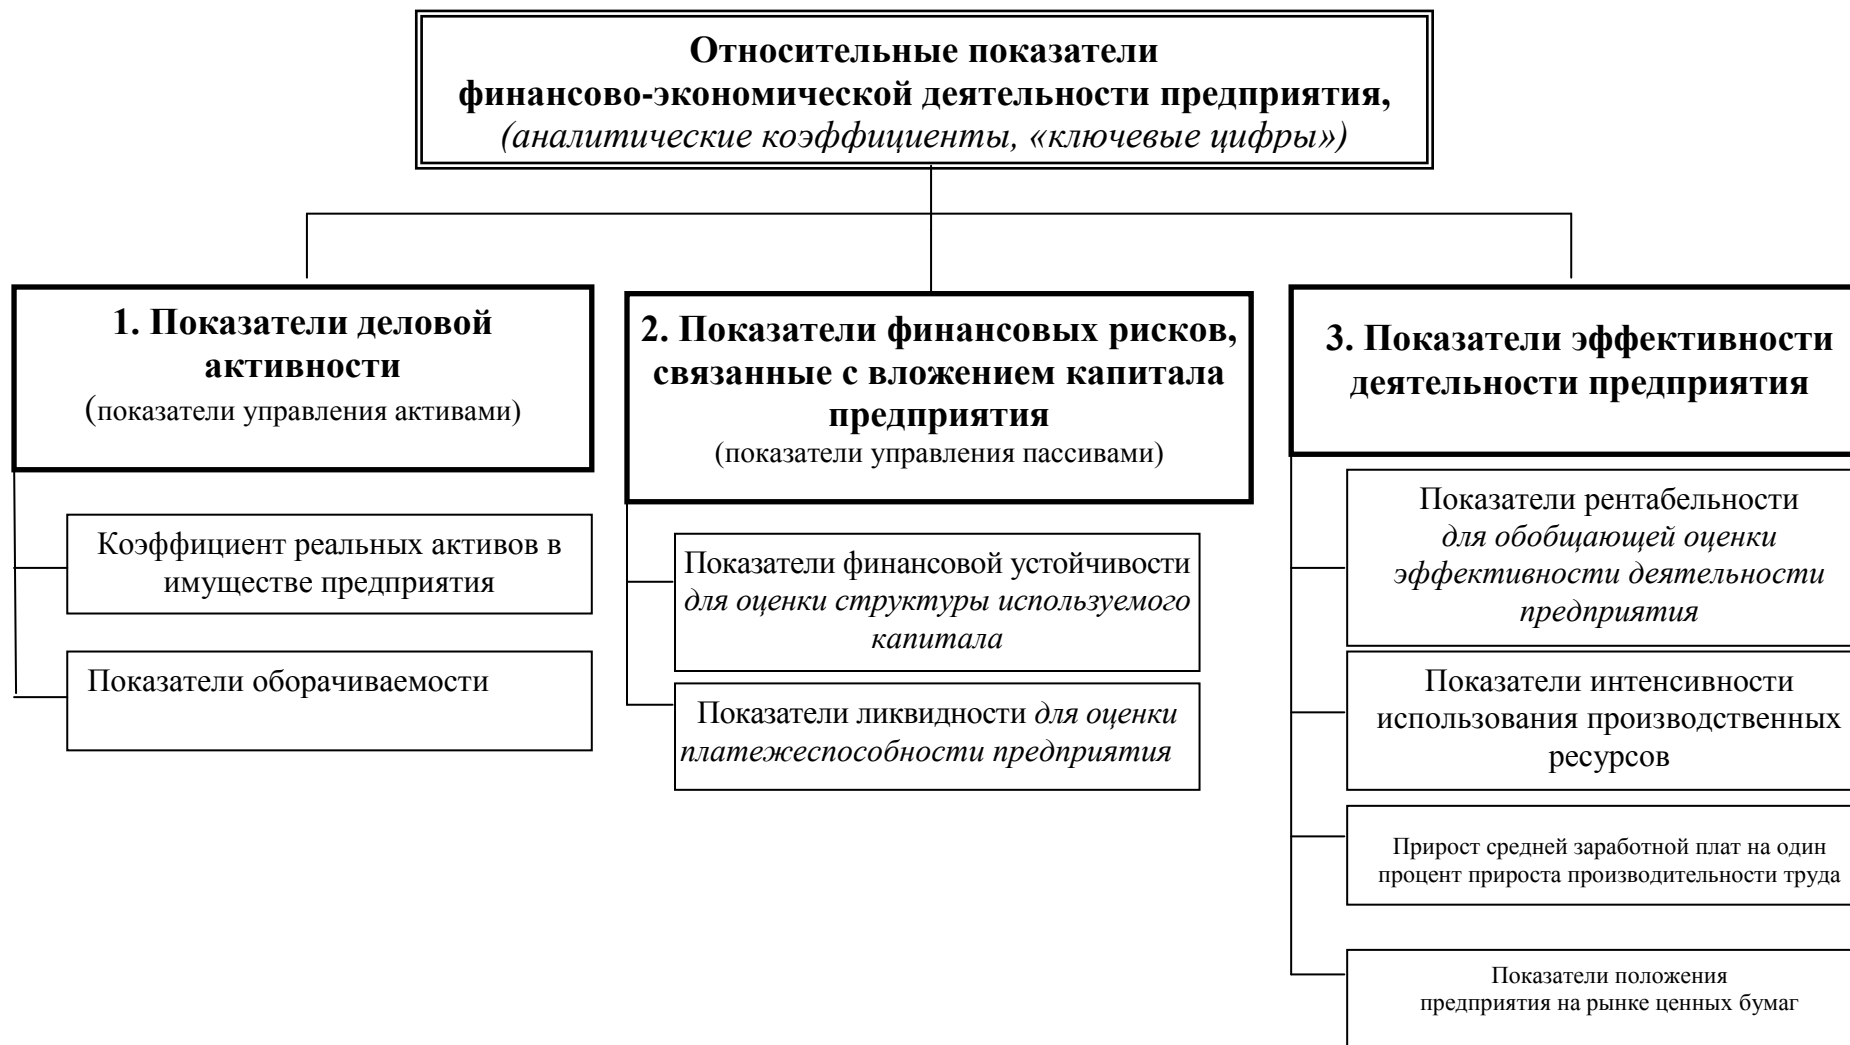 Относительные показатели
финансово-экономической деятельности предприятия,
(аналитические коэффициенты, «ключевые цифры»)
1. Показатели деловой
активности
(показатели управления активами)
Коэффициент реальных активов в
имуществе предприятия
Показатели оборачиваемости
2. Показатели финансовых рисков,
связанные с вложением капитала
предприятия
(показатели управления пассивами)
Показатели финансовой устойчивости
для оценки структуры используемого
капитала
Показатели ликвидности для оценки
платежеспособности предприятия
3. Показатели эффективности
деятельности предприятия
Показатели рентабельности
для обобщающей оценки
эффективности деятельности
предприятия
Показатели интенсивности
использования производственных
ресурсов
Прирост средней заработной плат на один
процент прироста производительности труда
Показатели положения
предприятия на рынке ценных бумаг